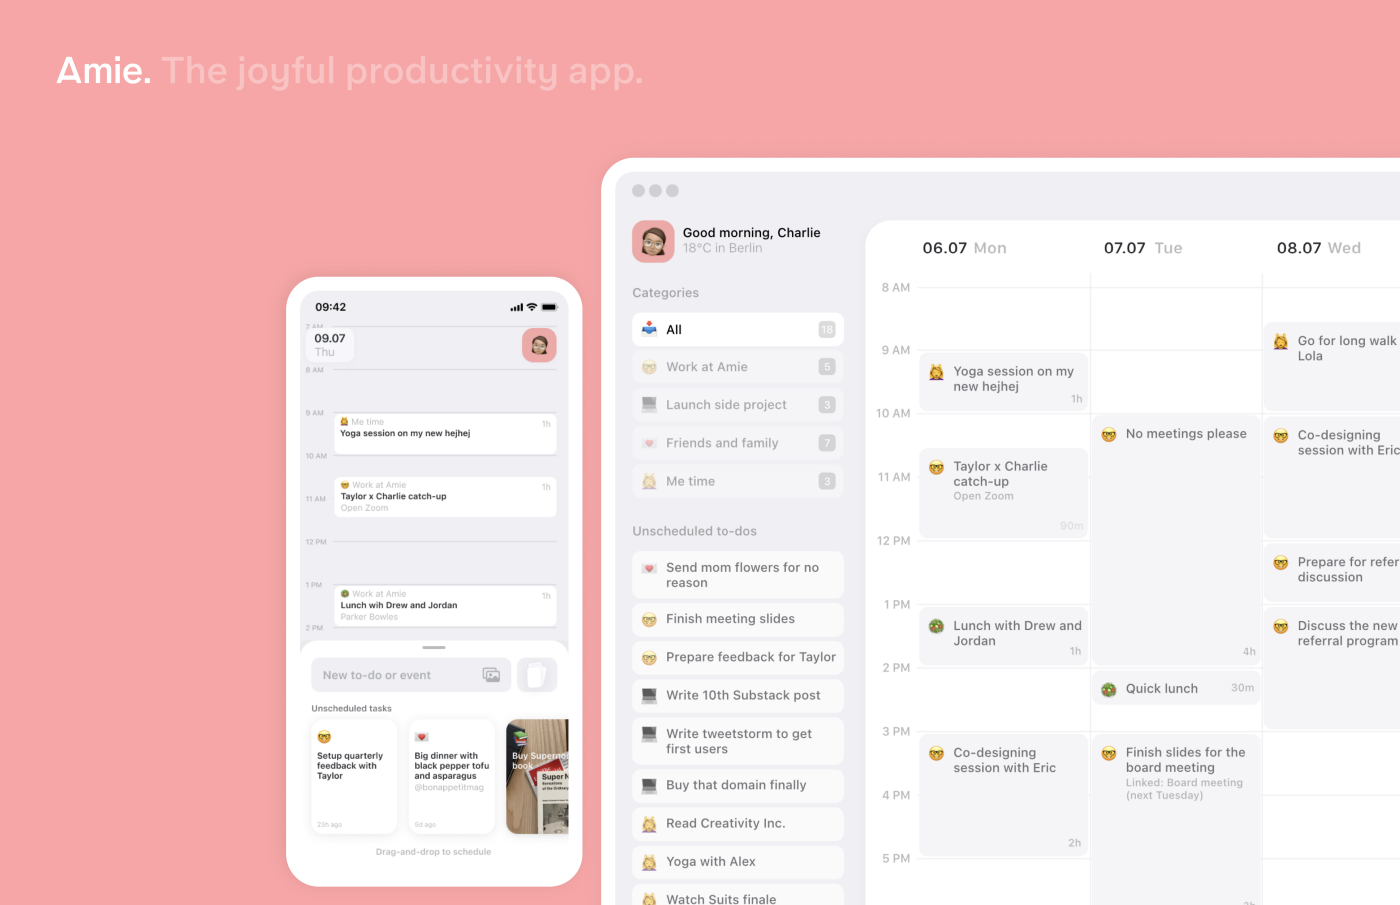 Amie. The joyful productivity app.
09:42
7 AM
09.07
Thu
8 AM
9 AM
Me time
1h
Yoga session on my new hejhej
10 AM
Work at Amie
1h
Taylor x Charlie catch-up
11 AM
Open Zoom
12 PM
1 PM
Work at Amie
1h
Lunch wih Drew and Jordan
Parker Bowles
2 PM
New to-do or event
Unscheduled tasks
Setup quarterly
feedback with
Taylor
23h ago
Big dinner with
black pepper tofu
and asparagus
@bonappetitmag
5d ago
Buy Superno
book
Super N
Sensations
of the Ordinary
Drag-and-drop to schedule
Good morning, Charlie
18°C in Berlin
Categories
All
18
Work at Amie
5
Launch side project
3
Friends and family
7
Me time
3
Unscheduled to-dos
Send mom flowers for no
reason
Finish meeting slides
Prepare feedback for Taylor
Write 10th Substack post
Write tweetstorm to get
first users
Buy that domain finally
Read Creativity Inc.
Yoga with Alex
Watch Suits finale
06.07 Mon
07.07 Tue
08.07 Wed
8 AM
9 AM
10 AM
11 AM
12 PM
1 PM
2 PM
3 PM
4 PM
5 PM
Yoga session on my
new hejhej
1h
Taylor x Charlie
catch-up
Open Zoom
90m
Lunch with Drew and
Jordan
1h
Co-designing
session with Eric
2h
No meetings please
4h
Quick lunch
30m
Finish slides for the
board meeting
Linked: Board meeting
(next Tuesday)
Go for long walk
Lola
Co-designing
session with Eric
Prepare for refer
discussion
Discuss the new
referral program